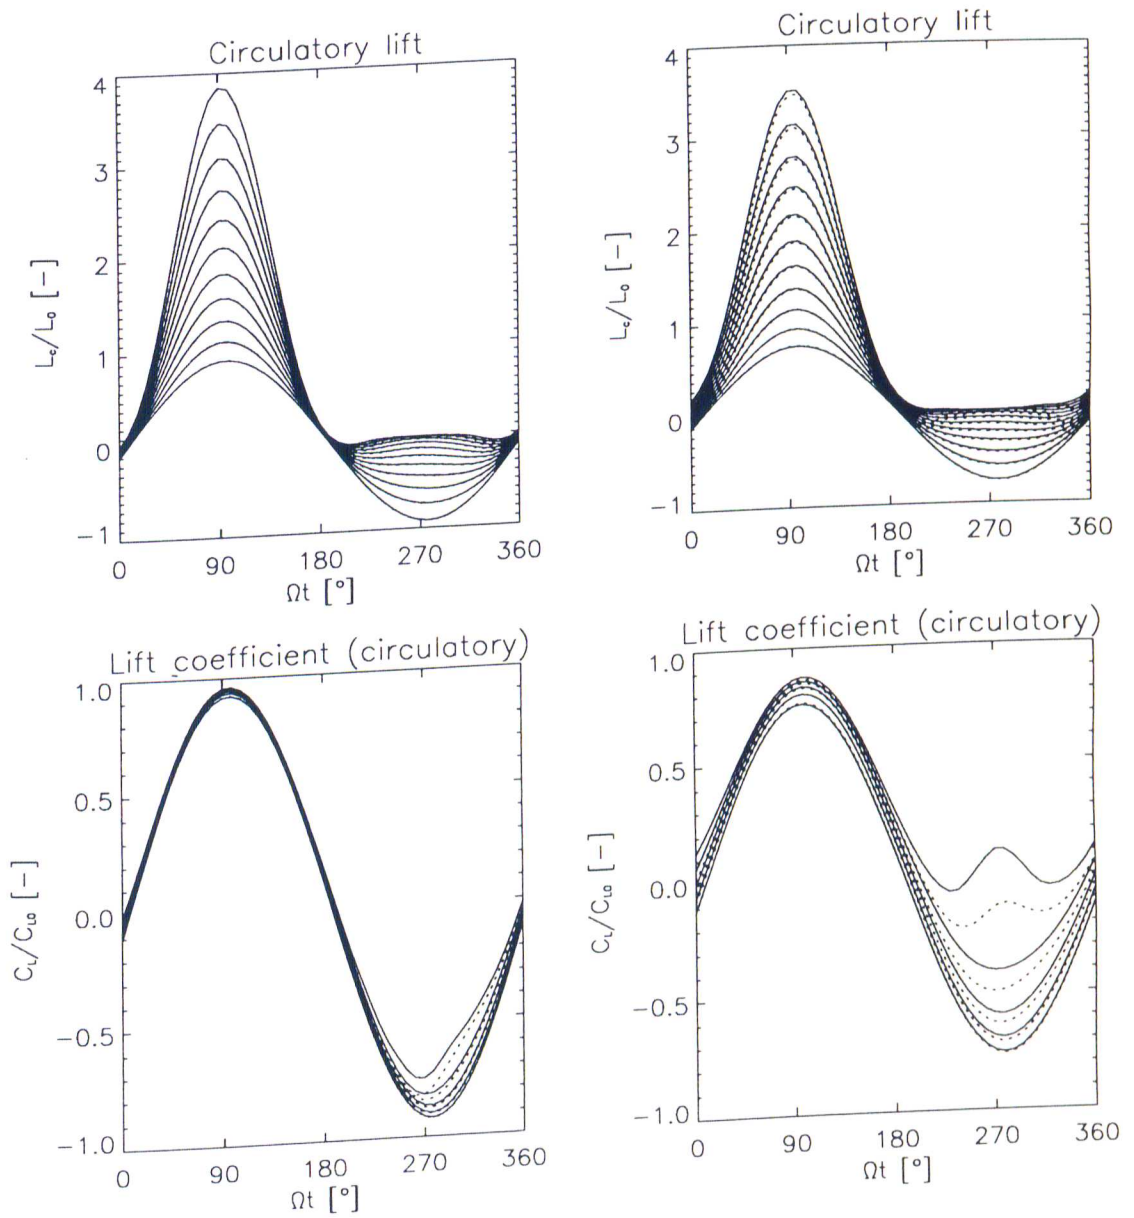 Circulatory lift
4
3
2
1
0
−1
L_c/L_0 [−]
0 90 180 270 360
Ωt [°]
Circulatory lift
4
3
2
1
0
−1
L_c/L_0 [−]
0 90 180 270 360
Ωt [°]
Lift coefficient (circulatory)
1.0
0.5
0.0
−0.5
−1.0
C_L/C_L0 [−]
0 90 180 270 360
Ωt [°]
Lift coefficient (circulatory)
1.0
0.5
0.0
−0.5
−1.0
C_L/C_L0 [−]
0 90 180 270 360
Ωt [°]